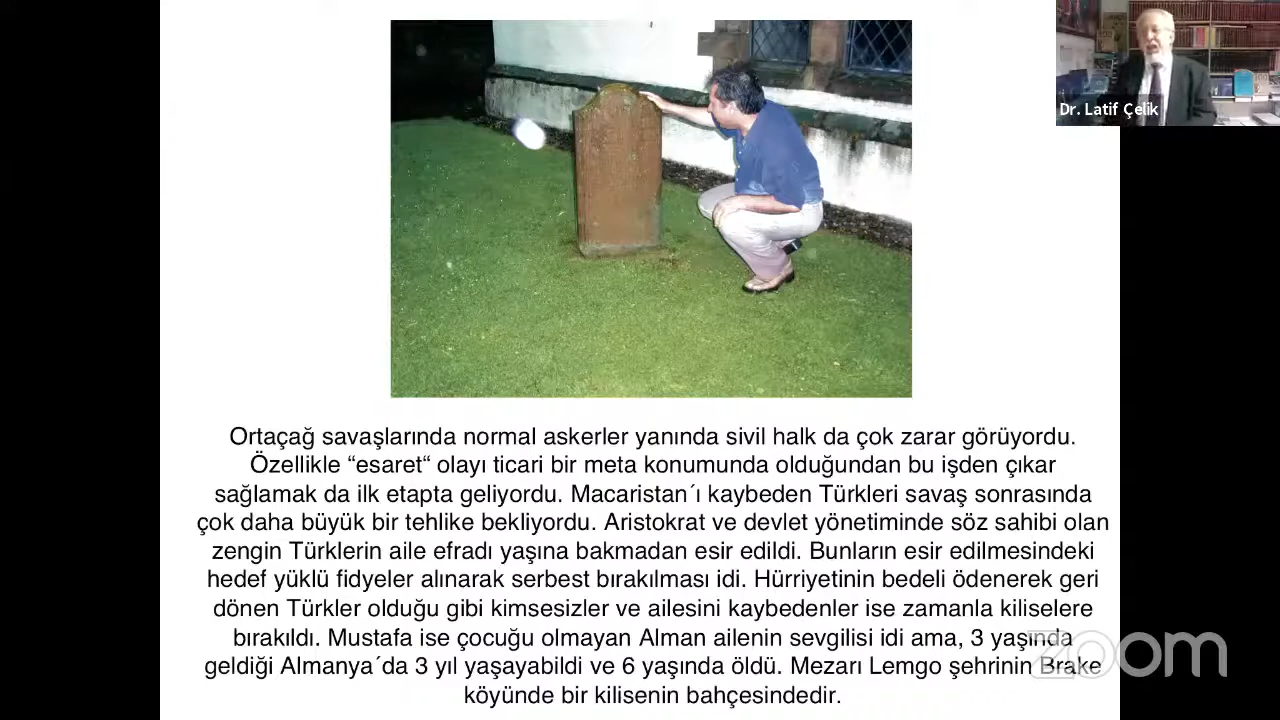 Dr. Latif Çelik
Ortaçağ savaşlarında normal askerler yanında sivil halk da çok zarar görüyordu.
Özellikle “esaret“ olayı ticari bir meta konumunda olduğundan bu işden çıkar
sağlamak da ilk etapta geliyordu. Macaristan´ı kaybeden Türkleri savaş sonrasında
çok daha büyük bir tehlike bekliyordu. Aristokrat ve devlet yönetiminde söz sahibi olan
zengin Türklerin aile efradı yaşına bakmadan esir edildi. Bunların esir edilmesindeki
hedef yüklü fidyeler alınarak serbest bırakılması idi. Hürriyetinin bedeli ödenerek geri
dönen Türkler olduğu gibi kimsesizler ve ailesini kaybedenler ise zamanla kiliselere
bırakıldı. Mustafa ise çocuğu olmayan Alman ailenin sevgilisi idi ama, 3 yaşında
geldiği Almanya´da 3 yıl yaşayabildi ve 6 yaşında öldü. Mezarı Lemgo şehrinin Brake
köyünde bir kilisenin bahçesindedir.
zoom